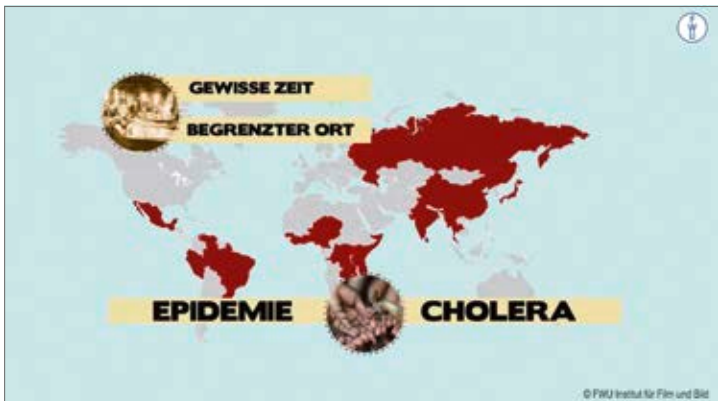 GEWISSE ZEIT
BEGRENZTER ORT
EPIDEMIE CHOLERA
© FWU Institut für Film und Bild